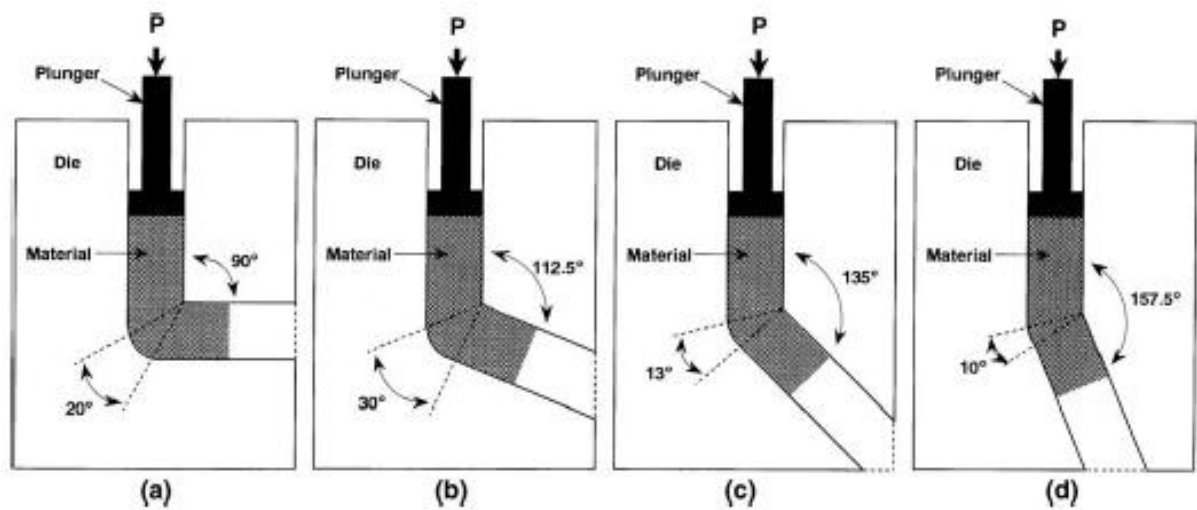 P
Plunger
Die
Material
90°
20°
(a)
P
Plunger
Die
Material
112.5°
30°
(b)
P
Plunger
Die
Material
135°
13°
(c)
P
Plunger
Die
Material
157.5°
10°
(d)